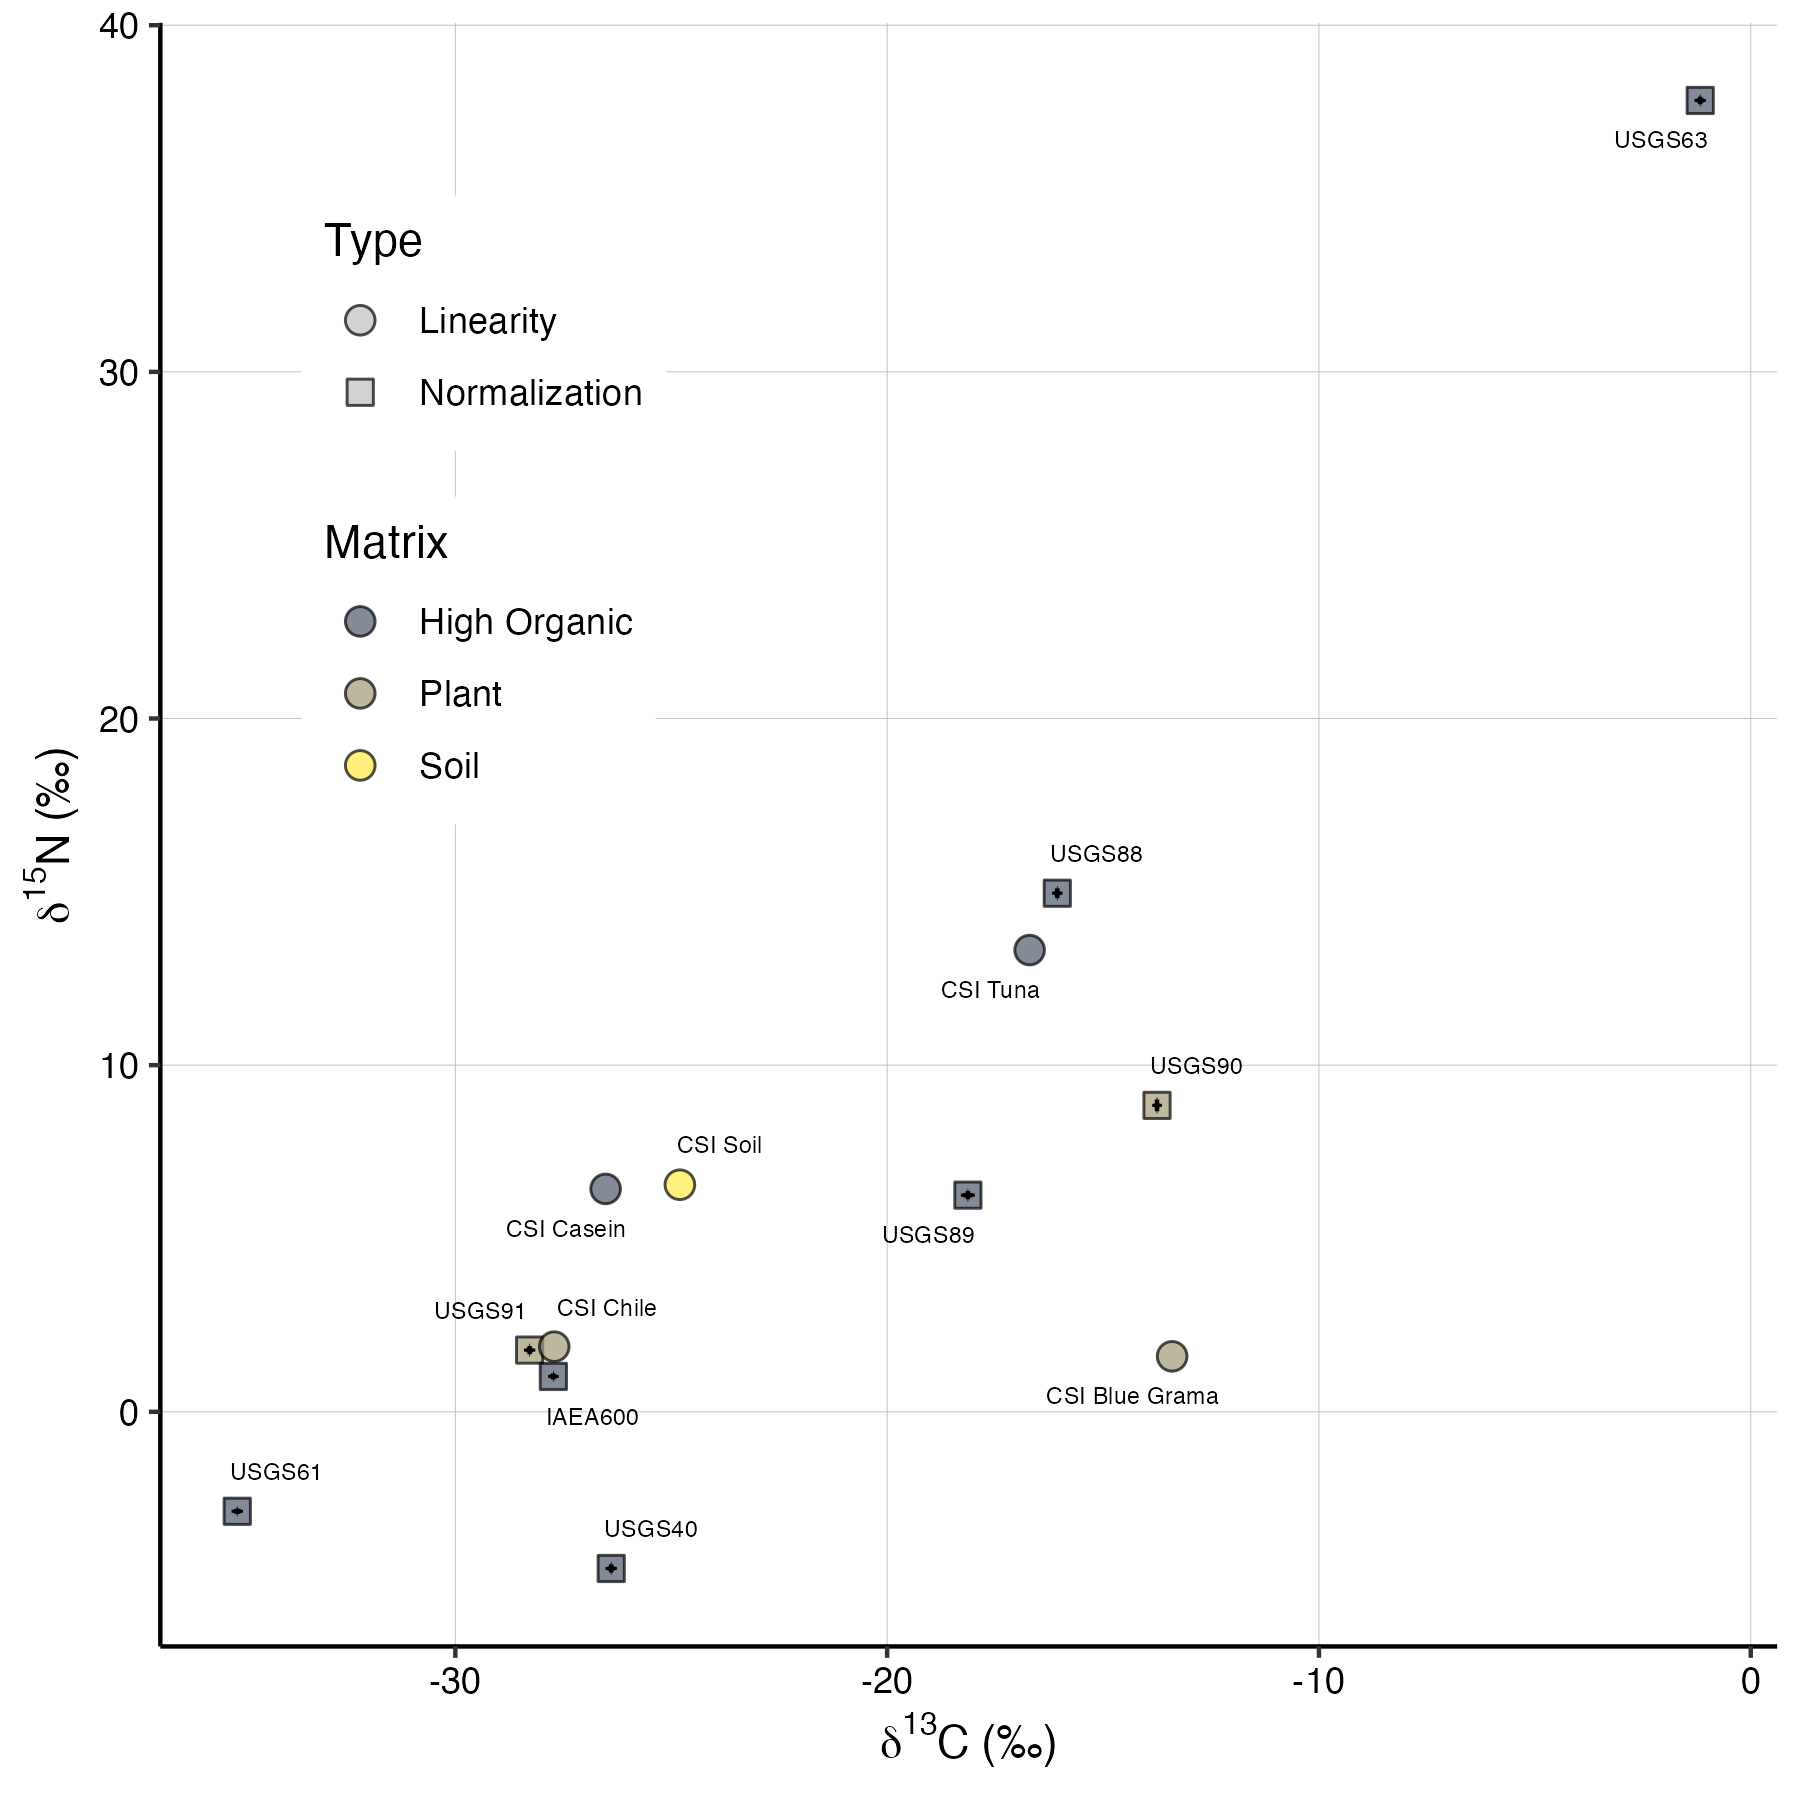 40
USGS63
Type
Linearity
30
Normalization
Matrix
High Organic
Plant
20
Soil
δ15N (‰)
USGS88
CSI Tuna
10
USGS90
CSI Soil
CSI Casein
USGS89
USGS91
CSI Chile
CSI Blue Grama
0
IAEA600
USGS61
USGS40
-30
-20
-10
0
δ13C (‰)